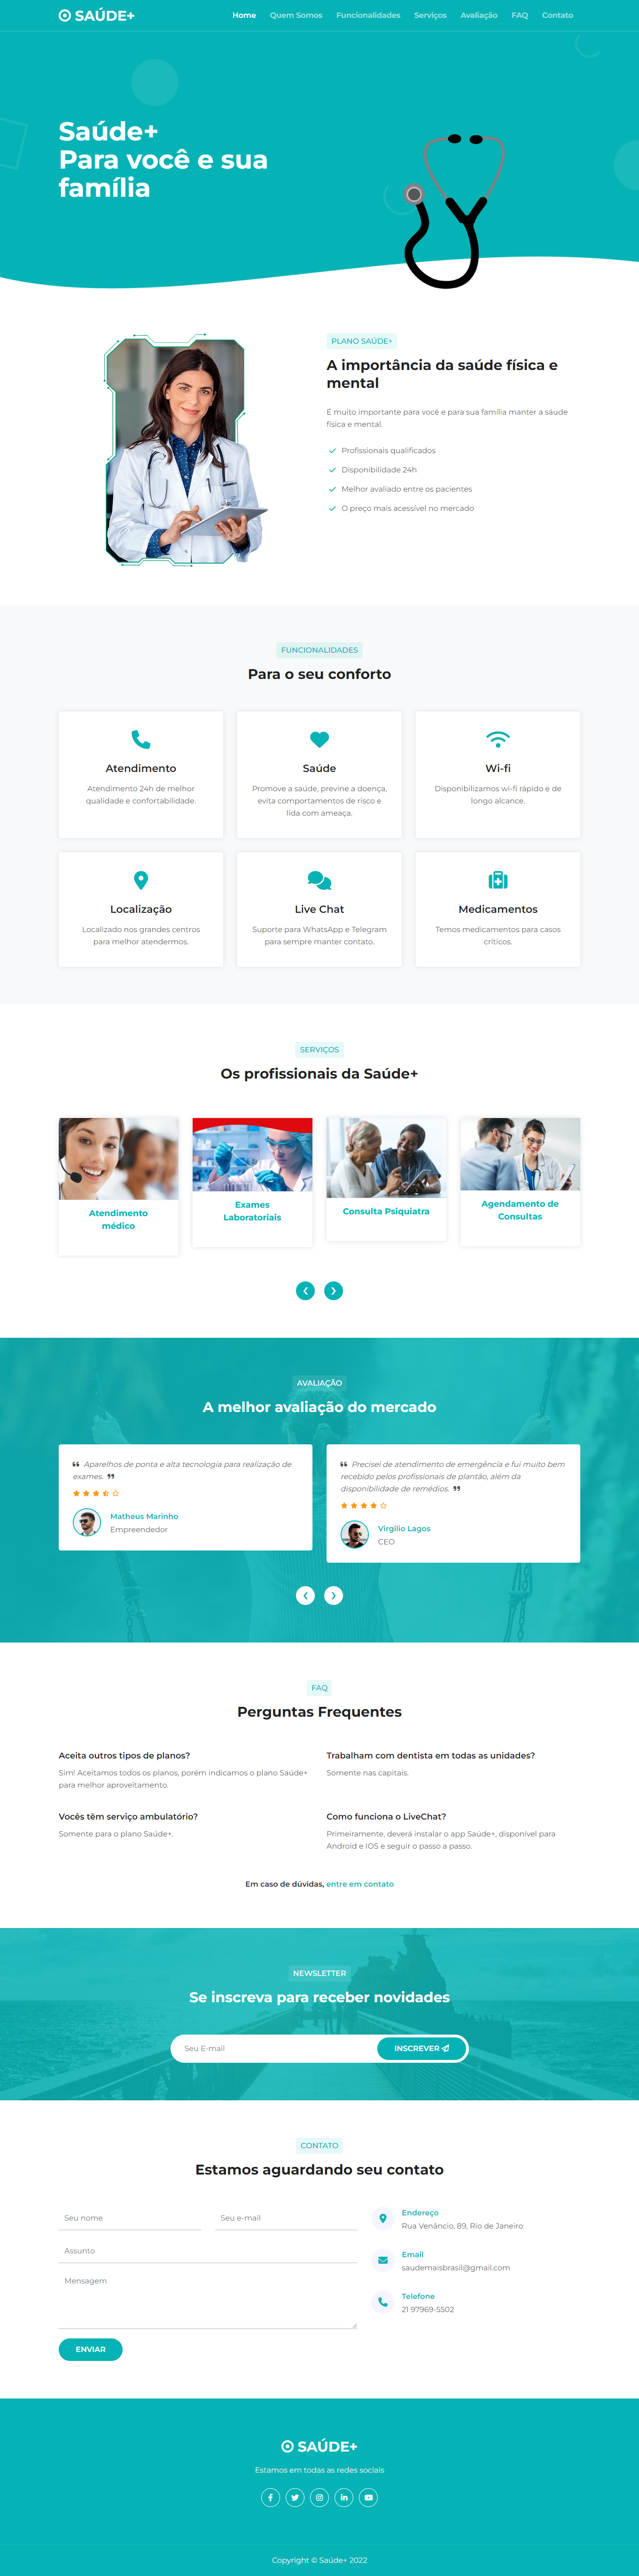 SAÚDE+
Home Quem Somos Funcionalidades Serviços Avaliação FAQ Contato
Saúde+
Para você e sua
família
PLANO SAÚDE+
A importância da saúde física e
mental
É muito importante para você e para sua família manter a sáude
física e mental.
Profissionais qualificados
Disponibilidade 24h
Melhor avaliado entre os pacientes
O preço mais acessível no mercado
FUNCIONALIDADES
Para o seu conforto
Atendimento
Atendimento 24h de melhor
qualidade e confortabilidade.
Saúde
Promove a saúde, previne a doença,
evita comportamentos de risco e
lida com ameaça.
Wi-fi
Disponibilizamos wi-fi rápido e de
longo alcance.
Localização
Localizado nos grandes centros
para melhor atendermos.
Live Chat
Suporte para WhatsApp e Telegram
para sempre manter contato.
Medicamentos
Temos medicamentos para casos
críticos.
SERVIÇOS
Os profissionais da Saúde+
Atendimento
médico
Exames
Laboratoriais
Consulta Psiquiatra
Agendamento de
Consultas
AVALIAÇÃO
A melhor avaliação do mercado
❝ Aparelhos de ponta e alta tecnologia para realização de
exames. ❞
Matheus Marinho
Empreendedor
❝ Precisei de atendimento de emergência e fui muito bem
recebido pelos profissionais de plantão, além da
disponibilidade de remédios. ❞
Virgilio Lagos
CEO
FAQ
Perguntas Frequentes
Aceita outros tipos de planos?
Sim! Aceitamos todos os planos, porém indicamos o plano Saúde+
para melhor aproveitamento.
Trabalham com dentista em todas as unidades?
Somente nas capitais.
Vocês têm serviço ambulatório?
Somente para o plano Saúde+.
Como funciona o LiveChat?
Primeiramente, deverá instalar o app Saúde+, disponível para
Android e IOS e seguir o passo a passo.
Em caso de dúvidas, entre em contato
NEWSLETTER
Se inscreva para receber novidades
Seu E-mail
INSCREVER
CONTATO
Estamos aguardando seu contato
Seu nome
Seu e-mail
Assunto
Mensagem
ENVIAR
Endereço
Rua Venâncio, 89, Rio de Janeiro
Email
saudemaisbrasil@gmail.com
Telefone
21 97969-5502
SAÚDE+
Estamos em todas as redes sociais
Copyright © Saúde+ 2022